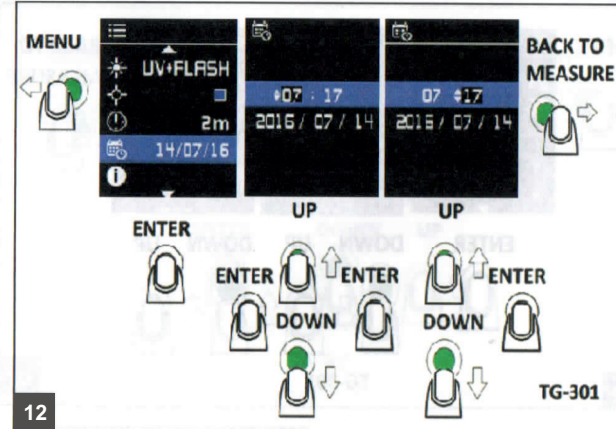 MENU
UV+FLASH
2m
14/07/16
07 : 17
2016 / 07 / 14
07 17
2016 / 07 / 14
BACK TO
MEASURE
ENTER
UP
ENTER
DOWN
UP
ENTER
DOWN
ENTER
TG-301
12